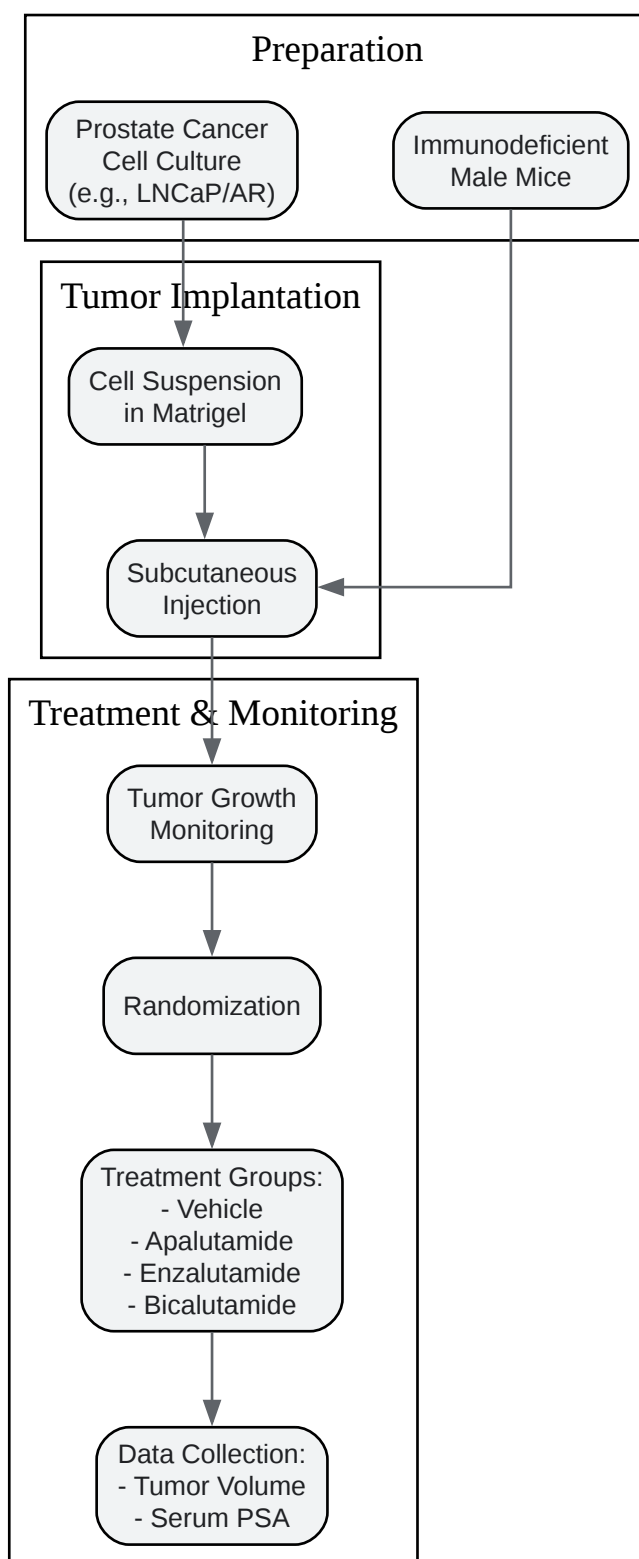 Preparation
Prostate Cancer
Cell Culture
(e.g., LNCaP/AR)
Immunodeficient
Male Mice
Tumor Implantation
Cell Suspension
in Matrigel
Subcutaneous
Injection
Treatment & Monitoring
Tumor Growth
Monitoring
Randomization
Treatment Groups:
- Vehicle
- Apalutamide
- Enzalutamide
- Bicalutamide
Data Collection:
- Tumor Volume
- Serum PSA